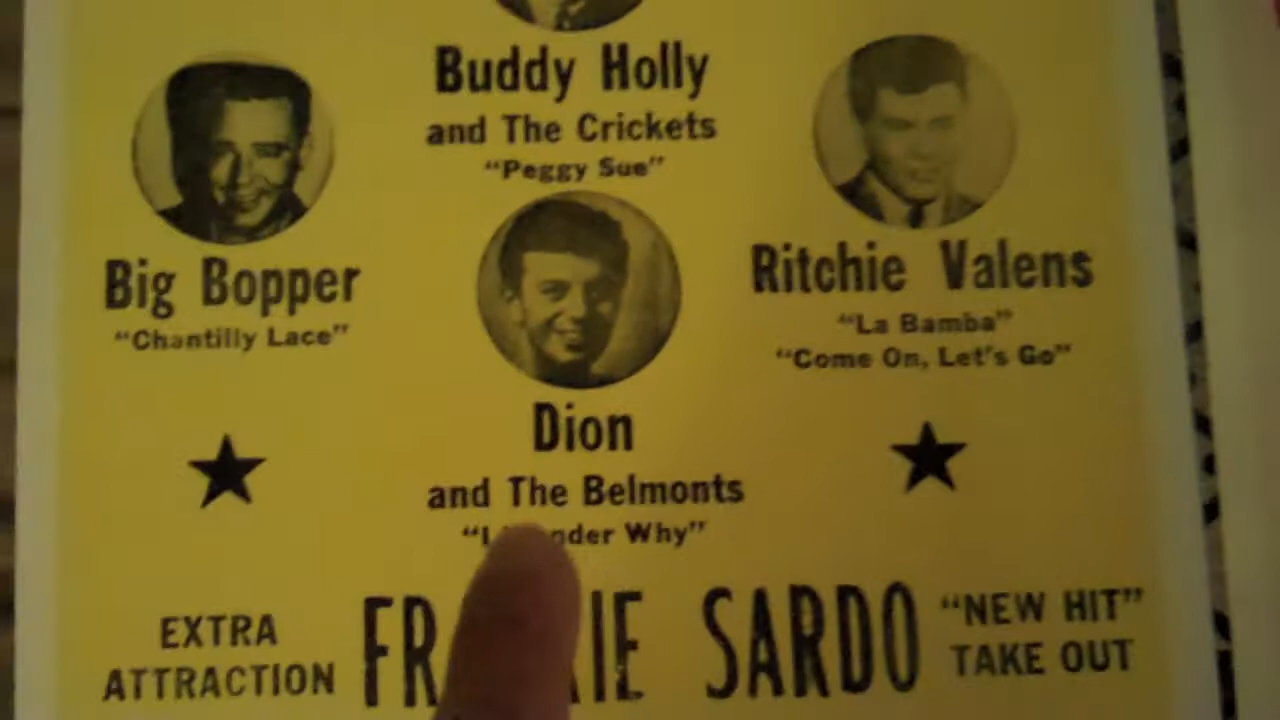 Buddy Holly
and The Crickets
"Peggy Sue"
Big Bopper
"Chantilly Lace"
Ritchie Valens
"La Bamba"
"Come On, Let's Go"
Dion
and The Belmonts
"I Why"
EXTRA
ATTRACTION
SARDO
"NEW HIT"
TAKE OUT